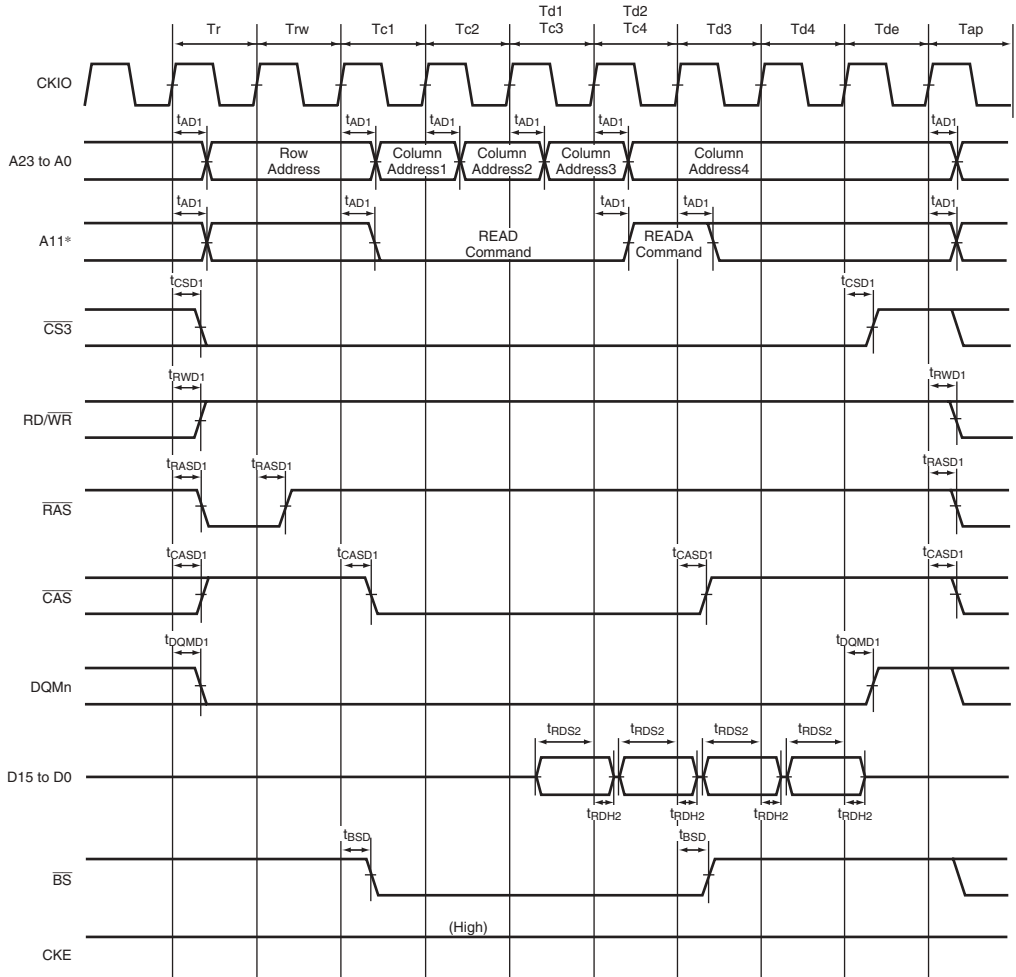 Td1 Td2
Tr Trw Tc1 Tc2 Tc3 Tc4 Td3 Td4 Tde Tap
CKIO
tAD1 tAD1 tAD1 tAD1 tAD1 tAD1
A23 to A0
Row Address
Column Address1
Column Address2
Column Address3
Column Address4
tAD1 tAD1 tAD1 tAD1 tAD1
A11*
READ Command
READA Command
tCSD1 tCSD1
CS3
tRWD1 tRWD1
RD/WR
tRASD1 tRASD1 tRASD1
RAS
tCASD1 tCASD1 tCASD1 tCASD1
CAS
tDQMD1 tDQMD1
DQMn
tRDS2 tRDS2 tRDS2 tRDS2
D15 to D0
tRDH2 tRDH2 tRDH2 tRDH2
tBSD tBSD
BS
(High)
CKE